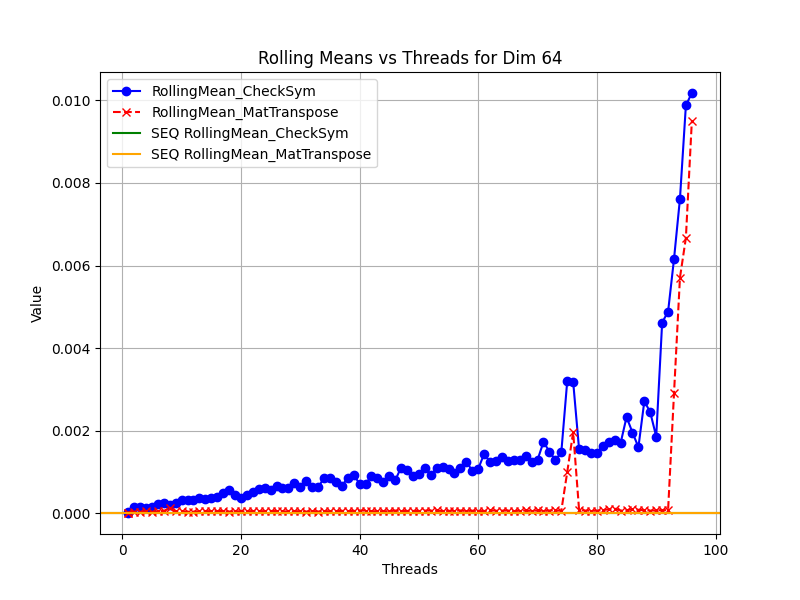 Rolling Means vs Threads for Dim 64
RollingMean_CheckSym
RollingMean_MatTranspose
SEQ RollingMean_CheckSym
SEQ RollingMean_MatTranspose
0.010
0.008
0.006
0.004
0.002
0.000
Value
0 20 40 60 80 100
Threads